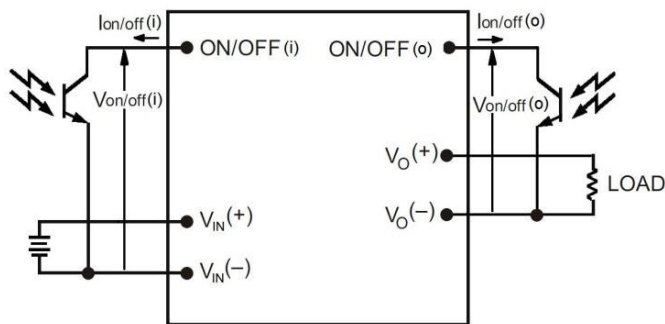 Ion/off(i)
Ion/off(o)
ON/OFF(i)
ON/OFF(o)
Von/off(i)
Von/off(o)
VO(+)
LOAD
VIN(+)
VO(−)
VIN(−)